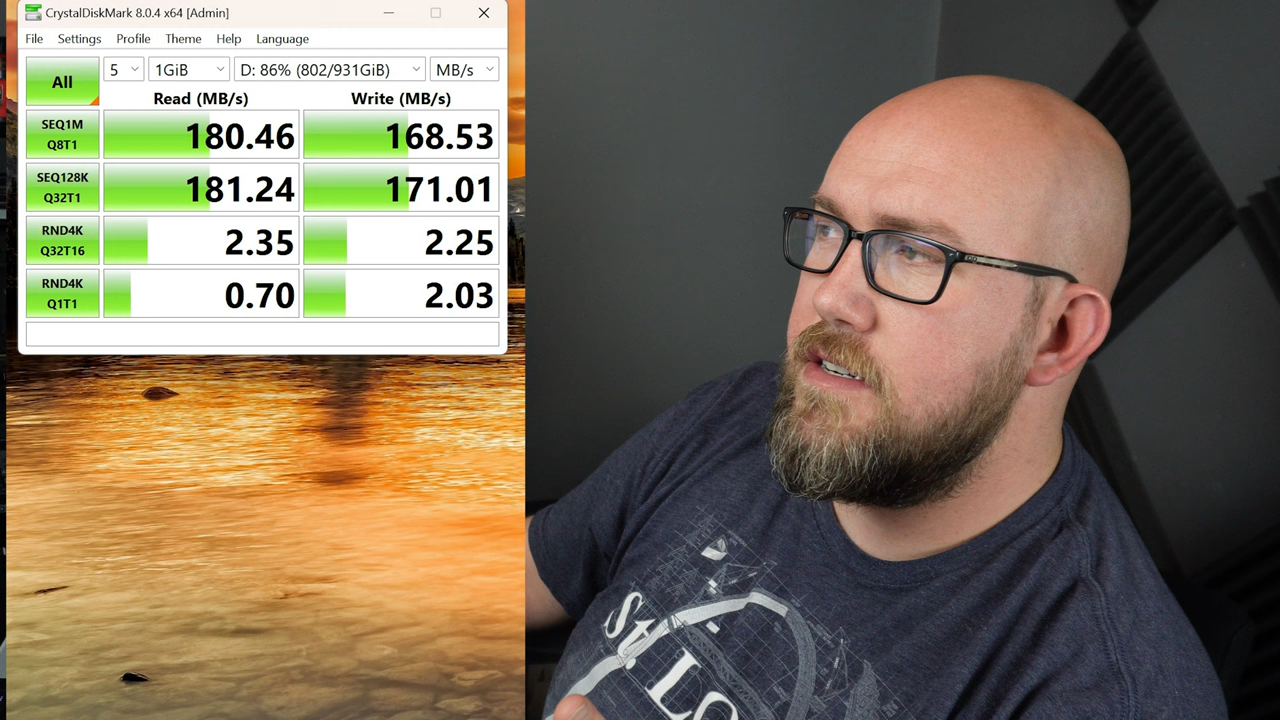 CrystalDiskMark 8.0.4 x64 [Admin]
File Settings Profile Theme Help Language
All 5 1GiB D: 86% (802/931GiB) MB/s
Read (MB/s) Write (MB/s)
SEQ1M
Q8T1 180.46 168.53
SEQ128K
Q32T1 181.24 171.01
RND4K
Q32T16 2.35 2.25
RND4K
Q1T1 0.70 2.03
St.
LO